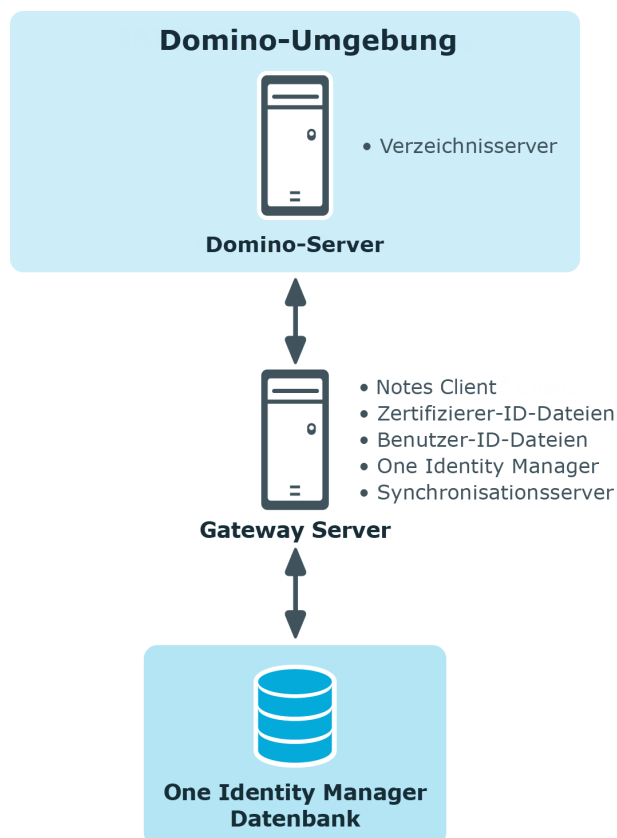 Domino-Umgebung
• Verzeichnisserver
Domino-Server
• Notes Client
• Zertifizierer-ID-Dateien
• Benutzer-ID-Dateien
• One Identity Manager
• Synchronisationsserver
Gateway Server
One Identity Manager
Datenbank